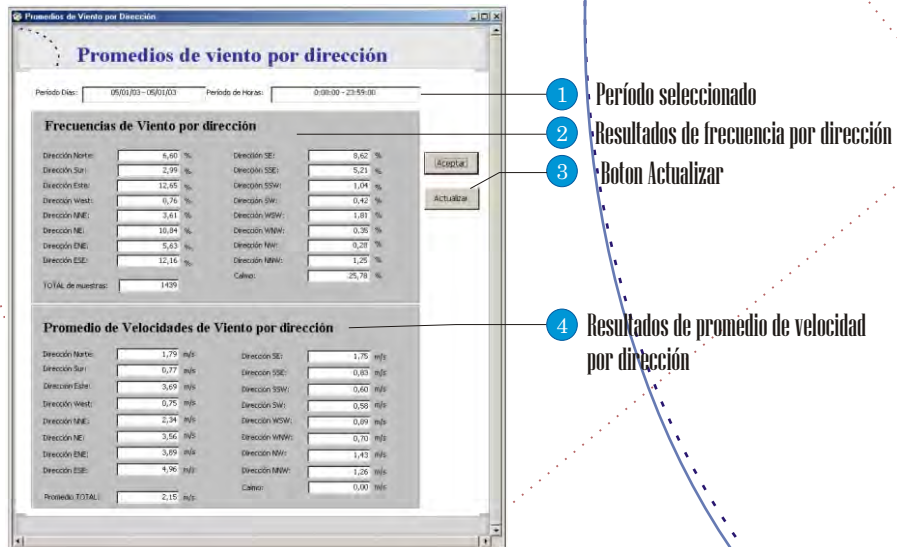 Promedios de Viento por Dirección
Promedios de viento por dirección
Período Días: 05/01/03 - 05/01/03 Período de Horas: 0:00:00 - 23:59:00
Frecuencias de Viento por dirección
Dirección Norte: 6,60 % Dirección SE: 8,62 %
Dirección Sur: 2,99 % Dirección SSE: 5,21 %
Dirección Este: 12,65 % Dirección SSW: 1,04 %
Dirección West: 0,76 % Dirección SW: 0,42 %
Dirección NNE: 3,61 % Dirección WSW: 1,81 %
Dirección NE: 10,84 % Dirección WNW: 0,35 %
Dirección ENE: 5,63 % Dirección NW: 0,28 %
Dirección ESE: 12,16 % Dirección NNW: 1,25 %
Calmo: 25,78 %
TOTAL de muestras: 1439
Aceptar
Actualizar
Promedio de Velocidades de Viento por dirección
Dirección Norte: 1,79 m/s Dirección SE: 1,75 m/s
Dirección Sur: 0,77 m/s Dirección SSE: 0,83 m/s
Dirección Este: 3,69 m/s Dirección SSW: 0,60 m/s
Dirección West: 0,75 m/s Dirección SW: 0,58 m/s
Dirección NNE: 2,34 m/s Dirección WSW: 0,89 m/s
Dirección NE: 3,56 m/s Dirección WNW: 0,70 m/s
Dirección ENE: 3,89 m/s Dirección NW: 1,43 m/s
Dirección ESE: 4,96 m/s Dirección NNW: 1,26 m/s
Calmo: 0,00 m/s
Promedio TOTAL: 2,15 m/s
1 Período seleccionado
2 Resultados de frecuencia por dirección
3 Boton Actualizar
4 Resultados de promedio de velocidad
por dirección